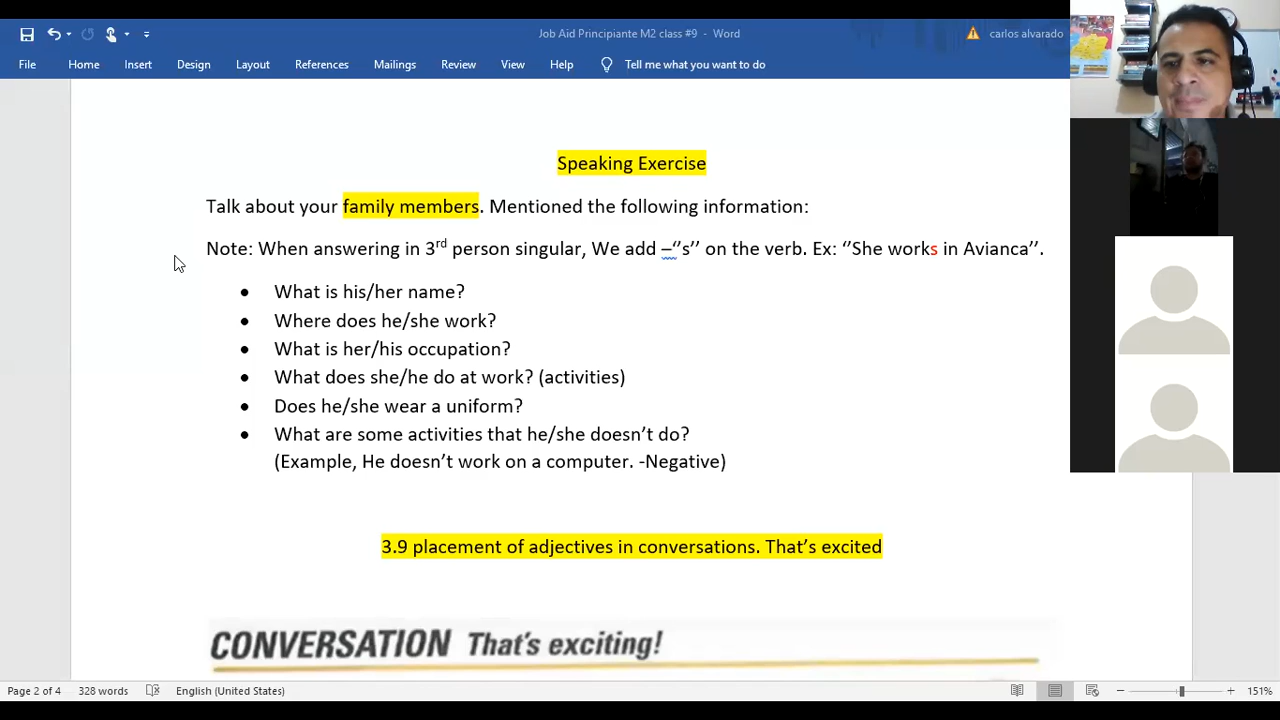 Job Aid Principiante M2 class #9 - Word
carlos alvarado
File Home Insert Design Layout References Mailings Review View Help Tell me what you want to do
Speaking Exercise
Talk about your family members. Mentioned the following information:
Note: When answering in 3rd person singular, We add –“s’’ on the verb. Ex: ‘’She works in Avianca’’.
• What is his/her name?
• Where does he/she work?
• What is her/his occupation?
• What does she/he do at work? (activities)
• Does he/she wear a uniform?
• What are some activities that he/she doesn’t do?
(Example, He doesn’t work on a computer. -Negative)
3.9 placement of adjectives in conversations. That’s excited
CONVERSATION That's exciting!
Page 2 of 4 328 words English (United States) 151%